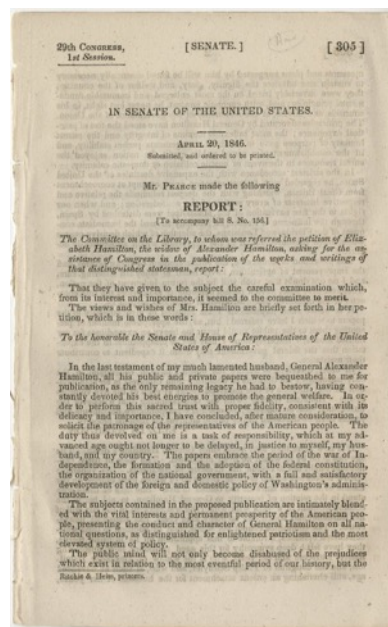 29th Congress,
1st Session.
[SENATE.]
[305]
IN SENATE OF THE UNITED STATES.
April 20, 1846.
Submitted, and ordered to be printed.
Mr. Pearce made the following
REPORT:
[To accompany bill S. No. 156.]
The Committee on the Library, to whom was referred the petition of Eliz-
abeth Hamilton, the widow of Alexander Hamilton, asking for the as-
sistance of Congress in the publication of the works and writings of
that distinguished statesman, report:
That they have given to the subject the careful examination which,
from its interest and importance, it seemed to the committee to merit.
The views and wishes of Mrs. Hamilton are briefly set forth in her pe-
tition, which is in these words:
To the honorable the Senate and House of Representatives of the United
States of America:
In the last testament of my much lamented husband, General Alexander
Hamilton, all his public and private papers were bequeathed to me for
publication, as the only remaining legacy he had to bestow, having con-
stantly devoted his best energies to promote the general welfare. In or-
der to perform this sacred trust with proper fidelity, consistent with its
delicacy and importance, I have concluded, after mature consideration, to
solicit the patronage of the representatives of the American people. The
duty thus devolved on me is a task of responsibility, which at my ad-
vanced age ought not longer to be delayed, in justice to myself, my hus-
band, and my country. The papers embrace the period of the war of In-
dependence, the formation and the adoption of the federal constitution,
the organization of the national government, with a full and satisfactory
development of the foreign and domestic policy of Washington's adminis-
tration.
The subjects contained in the proposed publication are intimately blend-
ed with the vital interests and permanent prosperity of the American peo-
ple, presenting the conduct and character of General Hamilton on all na-
tional questions, as distinguished for enlightened patriotism and the most
elevated system of policy.
The public mind will not only become disabused of the prejudices
which exist in relation to the most eventful period of our history, but the
Ritchie & Heiss, printers.